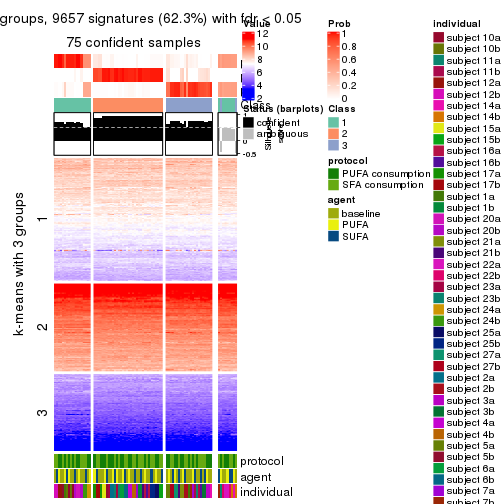 groups, 9657 signatures (62.3%) with fdr < 0.05
75 confident samples
k-means with 3 groups
1
2
3
Value
12
10
8
6
4
2
Prob
1
0.8
0.6
0.4
0.2
0
Class
Status (barplots)
confident
ambiguous
1
0
-0.5
Class
1
2
3
protocol
PUFA consumption
SFA consumption
agent
baseline
PUFA
SUFA
protocol
agent
individual
individual
subject 10a
subject 10b
subject 11a
subject 11b
subject 12a
subject 12b
subject 14a
subject 14b
subject 15a
subject 15b
subject 16a
subject 16b
subject 17a
subject 17b
subject 1a
subject 1b
subject 20a
subject 20b
subject 21a
subject 21b
subject 22a
subject 22b
subject 23a
subject 23b
subject 24a
subject 24b
subject 25a
subject 25b
subject 27a
subject 27b
subject 2a
subject 2b
subject 3a
subject 3b
subject 4a
subject 4b
subject 5a
subject 5b
subject 6a
subject 6b
subject 7a
subject 7b